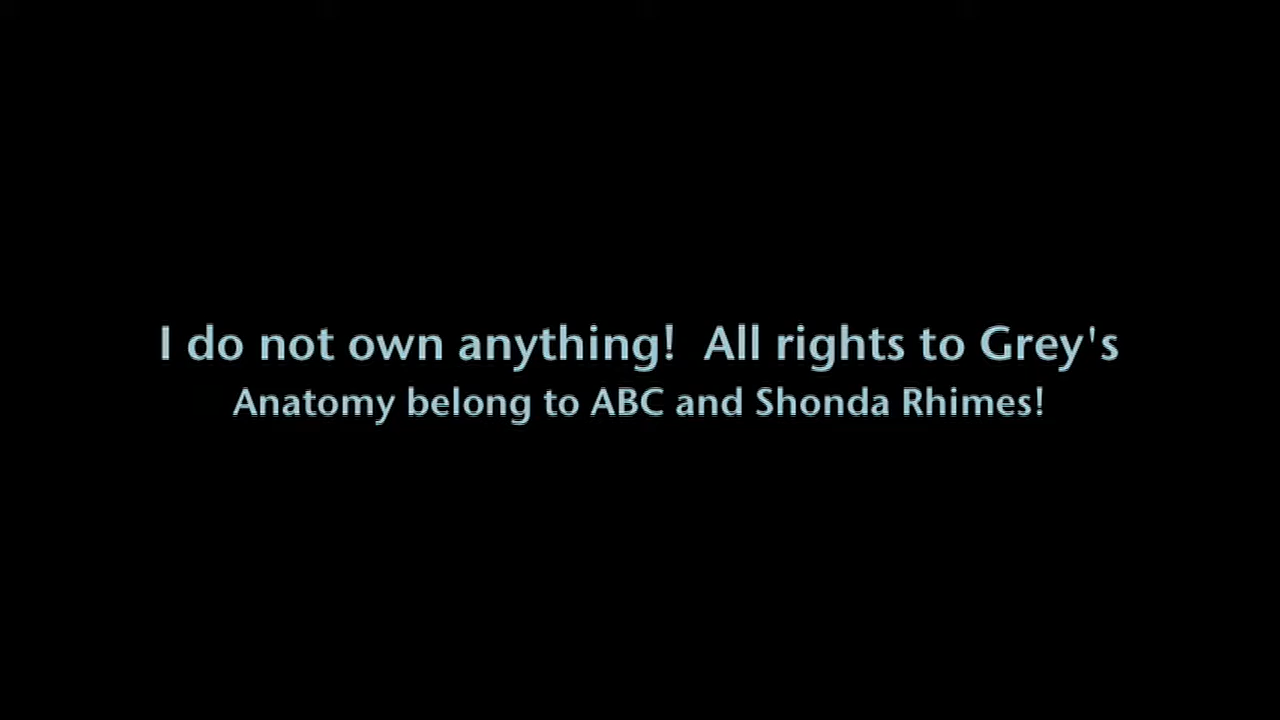 I do not own anything!  All rights to Grey's
Anatomy belong to ABC and Shonda Rhimes!